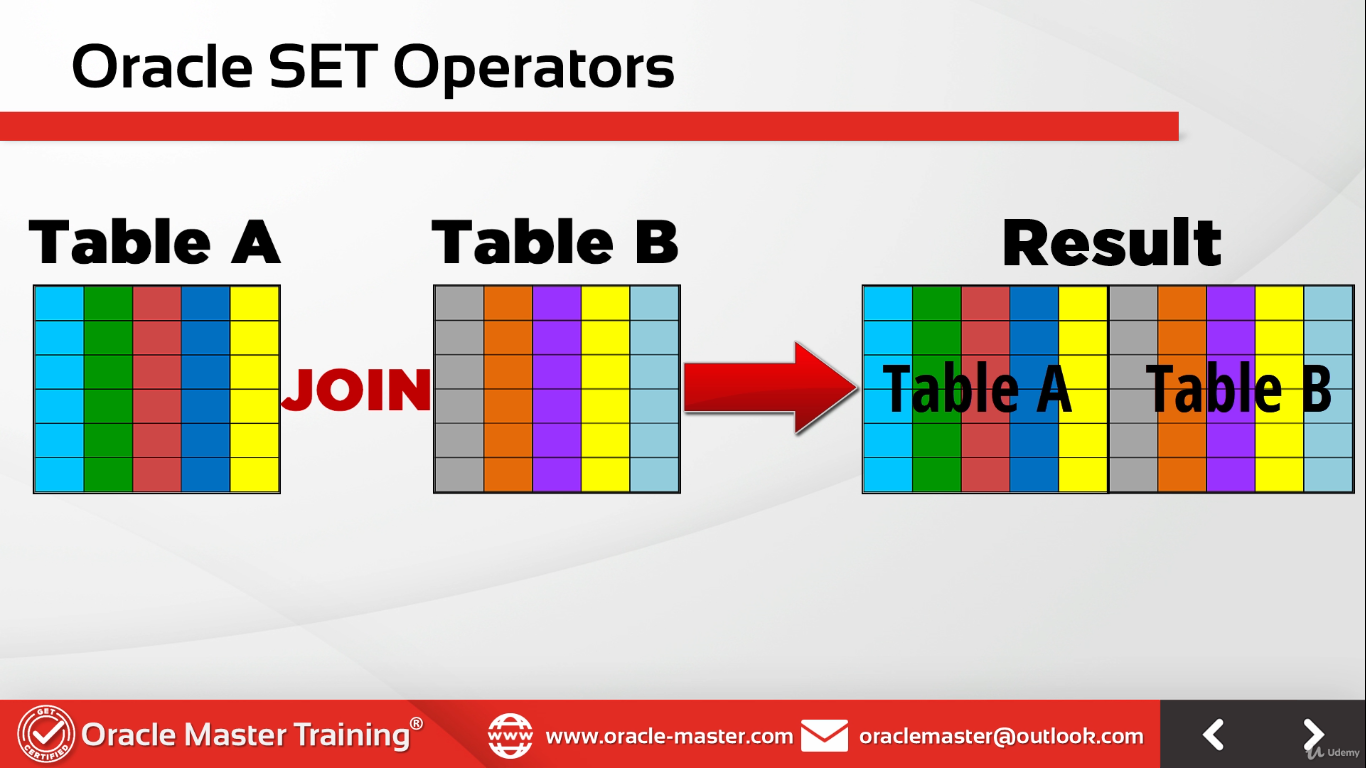 Oracle SET Operators
Table A
Table B
Result
JOIN
Table A
Table B
GET
CERTIFIED
Oracle Master Training®
www
www.oracle-master.com
oraclemaster@outlook.com
Udemy